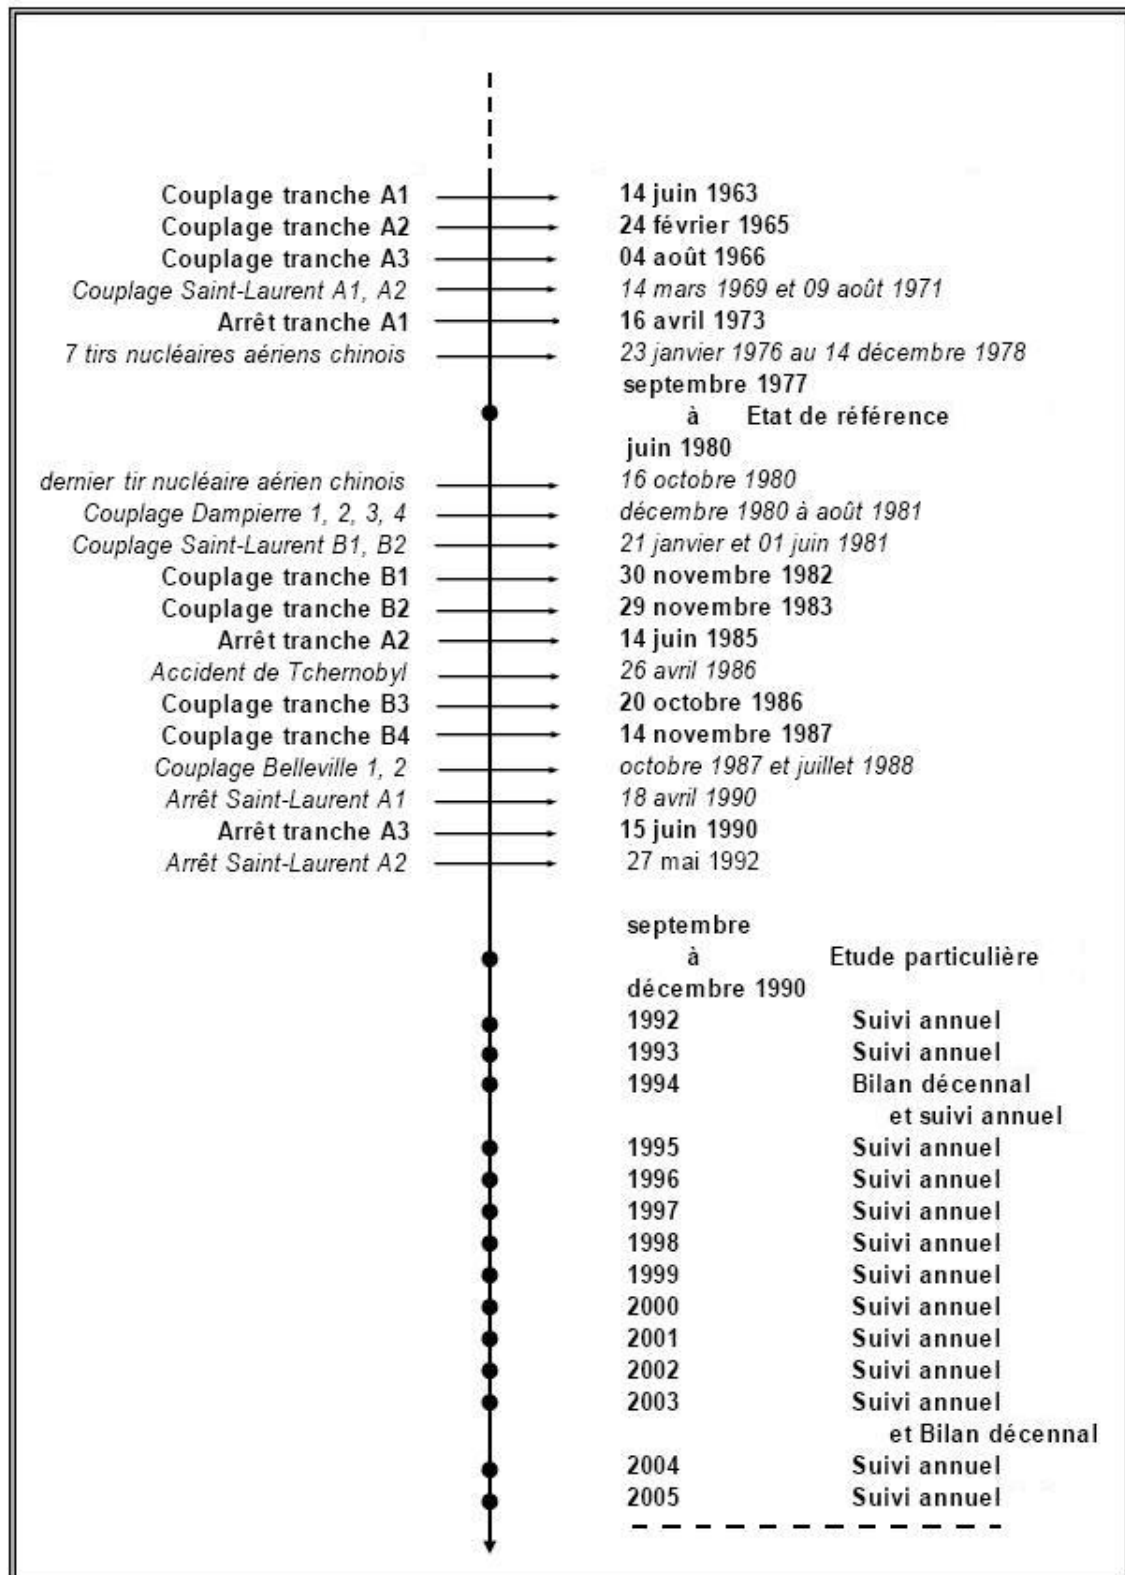 Couplage tranche A1 14 juin 1963
Couplage tranche A2 24 février 1965
Couplage tranche A3 04 août 1966
Couplage Saint-Laurent A1, A2 14 mars 1969 et 09 août 1971
Arrêt tranche A1 16 avril 1973
7 tirs nucléaires aériens chinois 23 janvier 1976 au 14 décembre 1978
septembre 1977
à Etat de référence
juin 1980
dernier tir nucléaire aérien chinois 16 octobre 1980
Couplage Dampierre 1, 2, 3, 4 décembre 1980 à août 1981
Couplage Saint-Laurent B1, B2 21 janvier et 01 juin 1981
Couplage tranche B1 30 novembre 1982
Couplage tranche B2 29 novembre 1983
Arrêt tranche A2 14 juin 1985
Accident de Tchernobyl 26 avril 1986
Couplage tranche B3 20 octobre 1986
Couplage tranche B4 14 novembre 1987
Couplage Belleville 1, 2 octobre 1987 et juillet 1988
Arrêt Saint-Laurent A1 18 avril 1990
Arrêt tranche A3 15 juin 1990
Arrêt Saint-Laurent A2 27 mai 1992
septembre
à Etude particulière
décembre 1990
1992 Suivi annuel
1993 Suivi annuel
1994 Bilan décennal
et suivi annuel
1995 Suivi annuel
1996 Suivi annuel
1997 Suivi annuel
1998 Suivi annuel
1999 Suivi annuel
2000 Suivi annuel
2001 Suivi annuel
2002 Suivi annuel
2003 Suivi annuel
et Bilan décennal
2004 Suivi annuel
2005 Suivi annuel